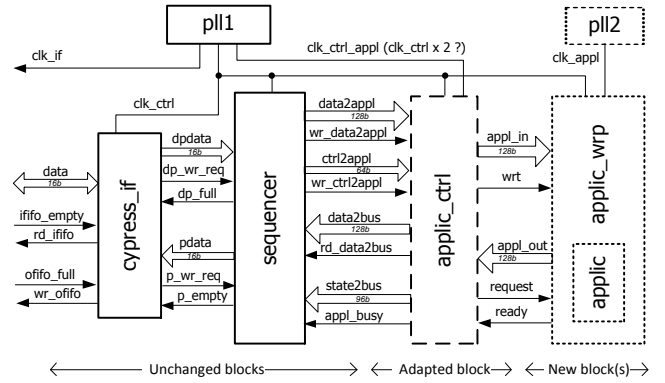 pll1
pll2
clk_if
clk_ctrl_appl (clk_ctrl x 2 ?)
clk_appl
clk_ctrl
cypress_if
sequencer
applic_ctrl
applic_wrp
applic
data
16b
ififo_empty
rd_ififo
ofifo_full
wr_ofifo
dpdata
16b
dp_wr_req
dp_full
pdata
16b
p_wr_req
p_empty
data2appl
128b
wr_data2appl
ctrl2appl
64b
wr_ctrl2appl
data2bus
128b
rd_data2bus
state2bus
96b
appl_busy
appl_in
128b
wrt
appl_out
128b
request
ready
Unchanged blocks
Adapted block
New block(s)